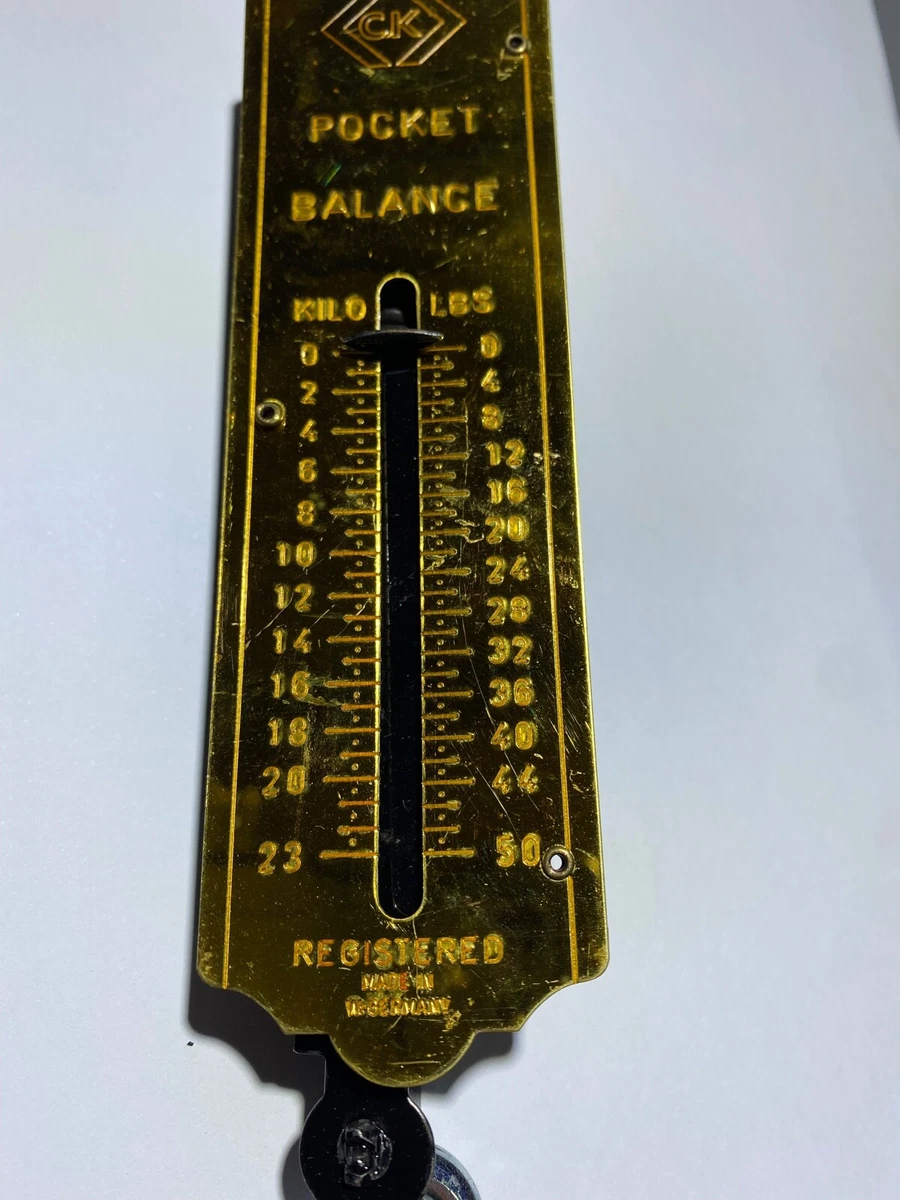 CK
POCKET
BALANCE
KILO LBS
0 0
2 4
4 8
6 12
8 16
10 20
12 24
14 28
16 32
18 36
20 40
23 44
50
REGISTERED
MADE IN
W.GERMANY